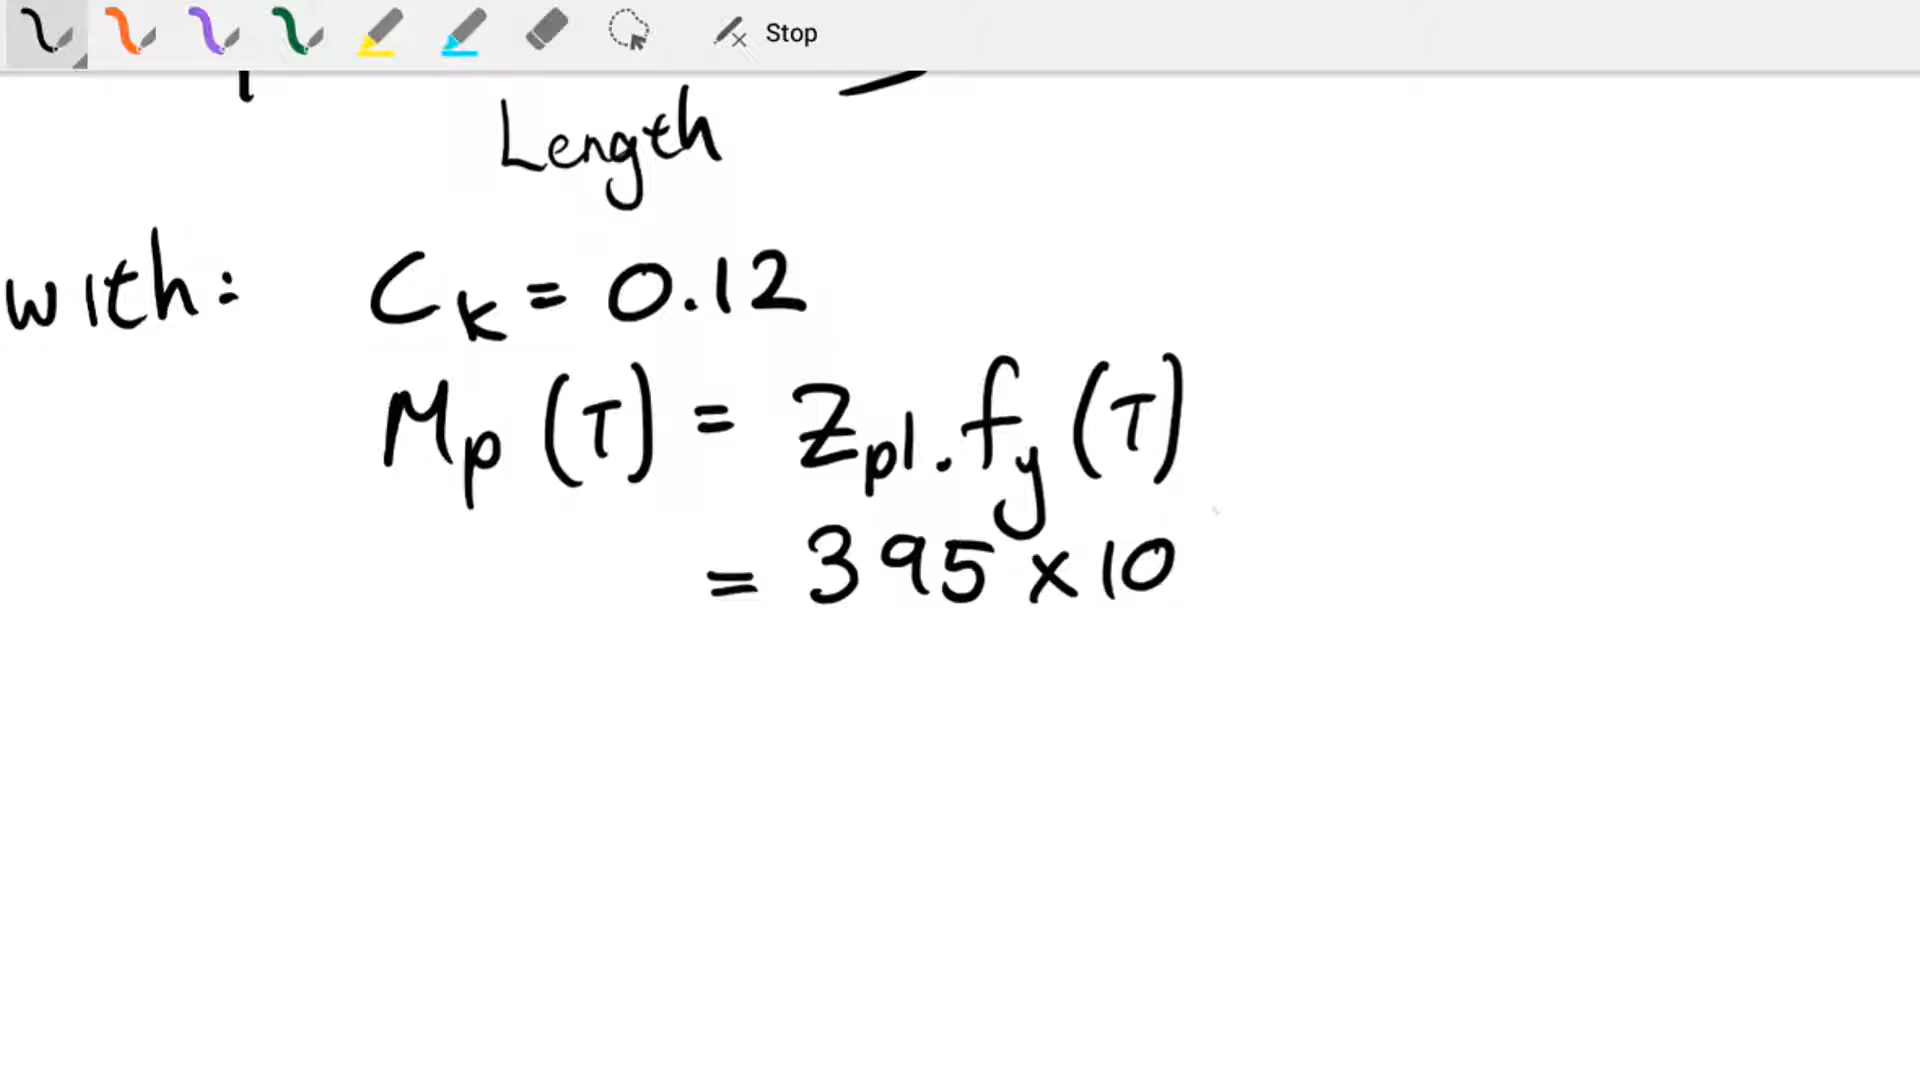 Stop
Length
with: Ck = 0.12
Mp (T) = Zpl . fy (T)
= 395 x 10